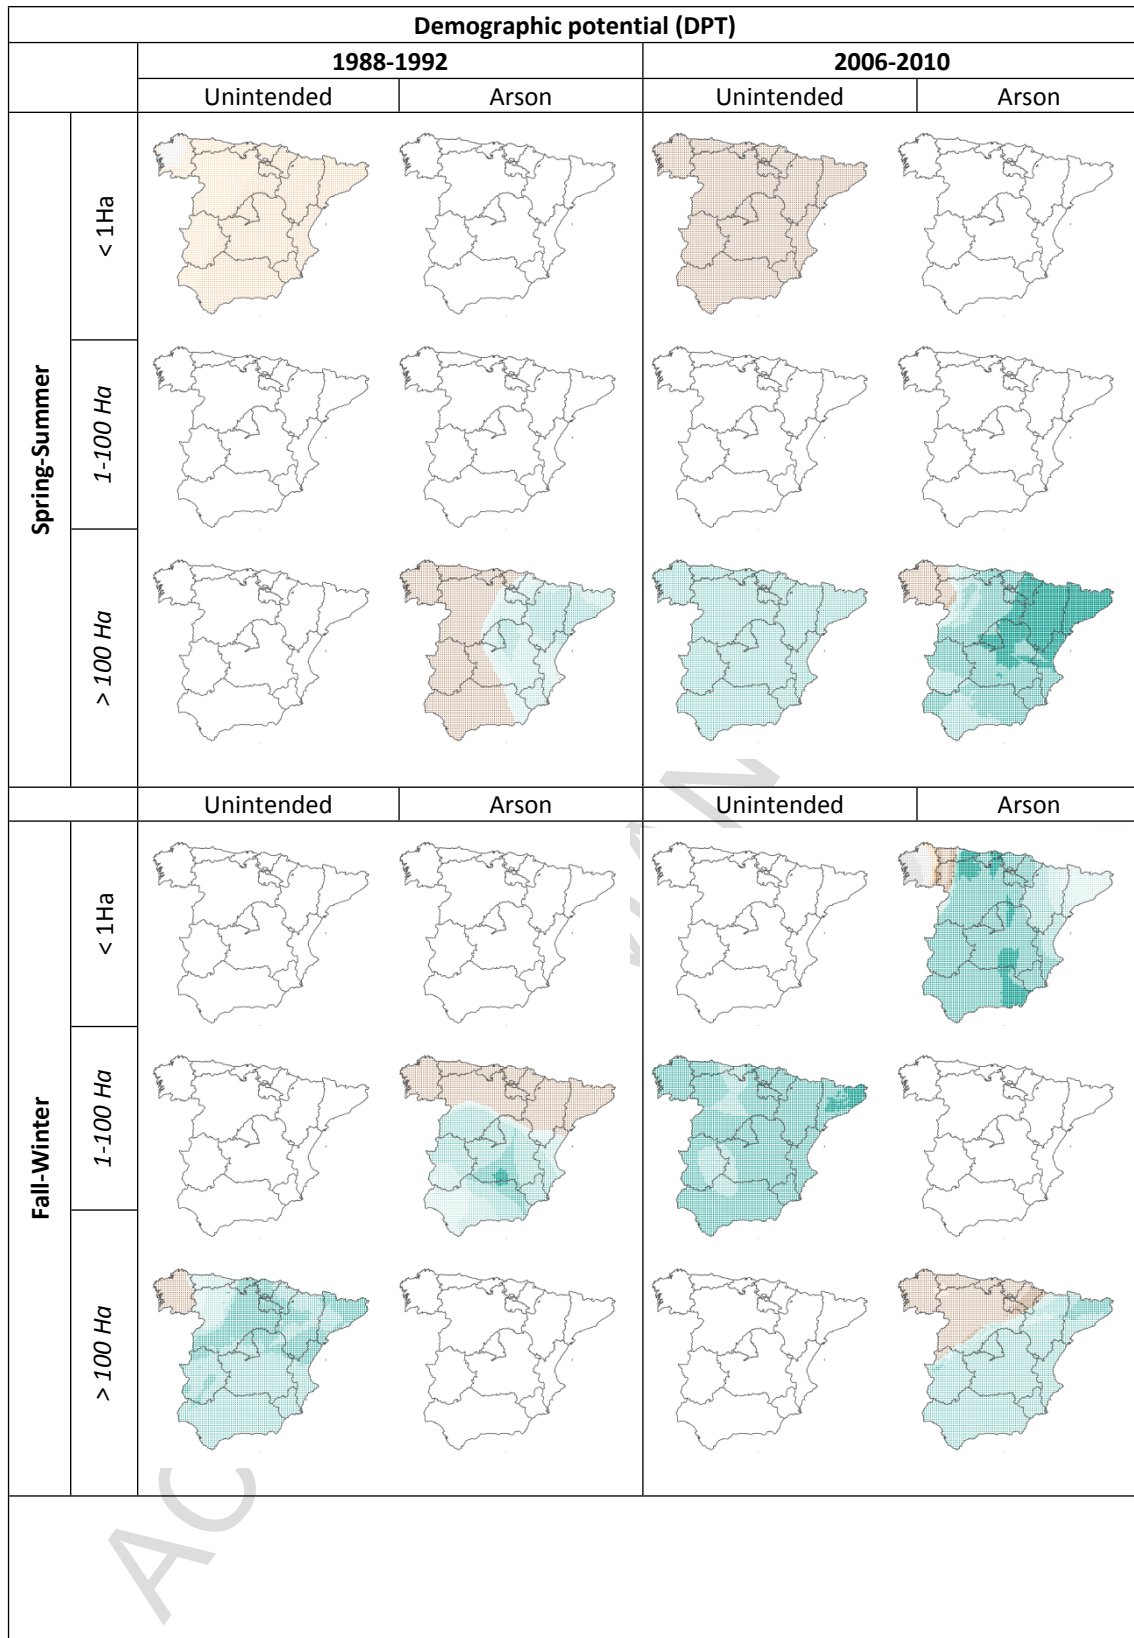 Demographic potential (DPT)
1988-1992 2006-2010
Unintended Arson Unintended Arson
Spring-Summer
< 1Ha
1-100 Ha
> 100 Ha
Unintended Arson Unintended Arson
Fall-Winter
< 1Ha
1-100 Ha
> 100 Ha